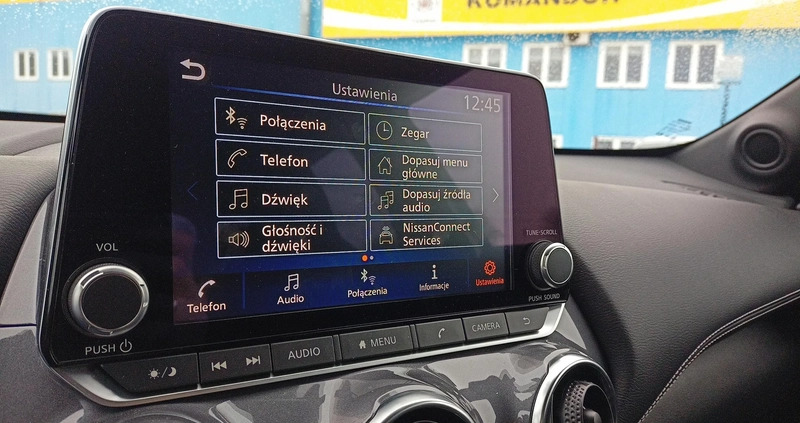 KOMANDOR
Ustawienia
12:45
Połączenia
Zegar
Telefon
Dopasuj menu
główne
Dźwięk
Dopasuj źródła
audio
Głośność i
dźwięki
NissanConnect
Services
Telefon
Audio
Połączenia
Informacje
Ustawienia
VOL
PUSH
TUNE·SCROLL
PUSH SOUND
AUDIO
MENU
CAMERA